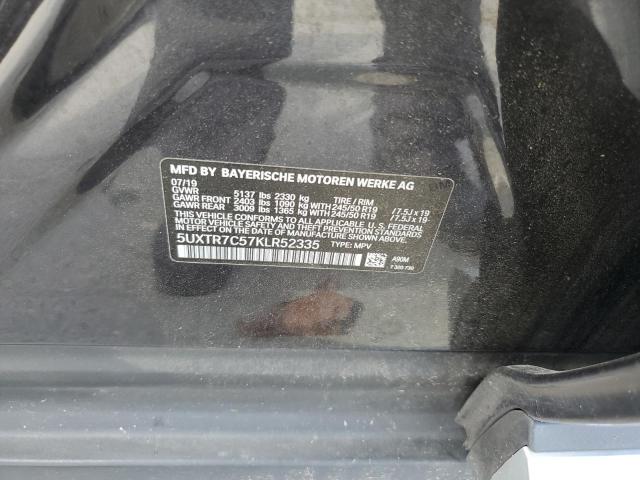 MFD BY BAYERISCHE MOTOREN WERKE AG
07/19
GVWR 5137 lbs 2330 kg TIRE / RIM
GAWR FRONT 2403 lbs 1090 kg WITH 245/50 R19 / 7.5J x 19
GAWR REAR 3009 lbs 1365 kg WITH 245/50 R19 / 7.5J x 19
THIS VEHICLE CONFORMS TO ALL APPLICABLE U.S. FEDERAL
MOTOR VEHICLE SAFETY STANDARDS
IN EFFECT ON THE DATE OF MANUFACTURE SHOWN ABOVE.
5UXTR7C57KLR52335 TYPE: MPV
A90M